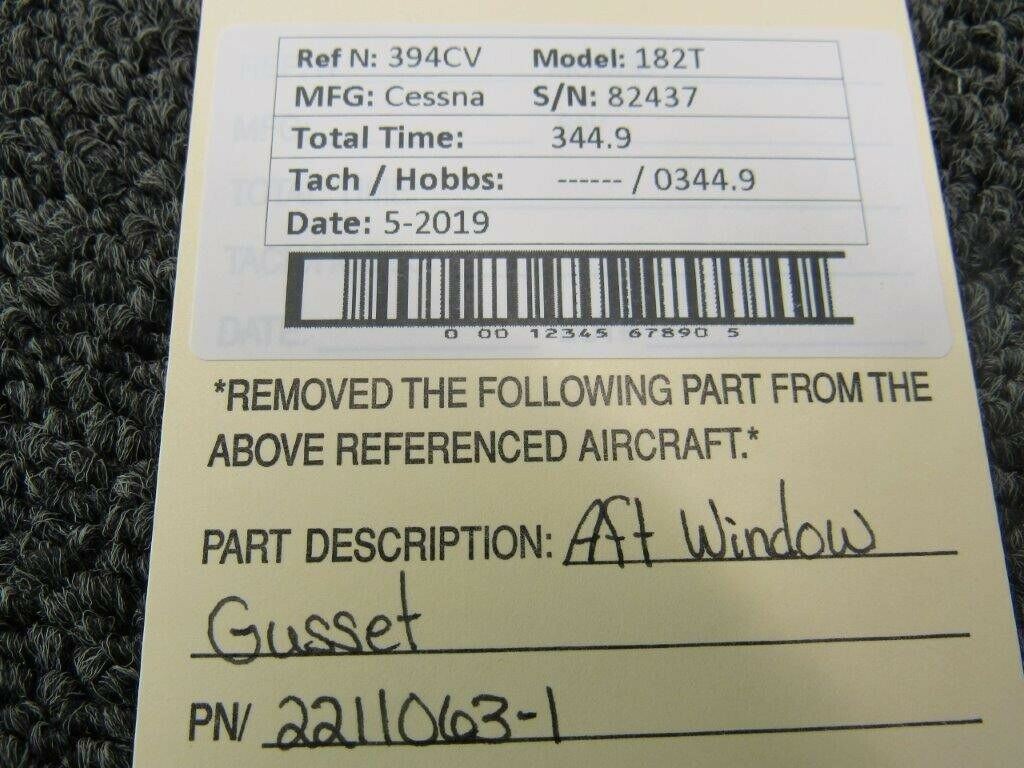 Ref N: 394CV Model: 182T
MFG: Cessna S/N: 82437
Total Time: 344.9
Tach / Hobbs: ------ / 0344.9
Date: 5-2019
0 00 12345 67890 5
*REMOVED THE FOLLOWING PART FROM THE
ABOVE REFERENCED AIRCRAFT.*
PART DESCRIPTION: Aft Window
Gusset
PN/ 2211063-1